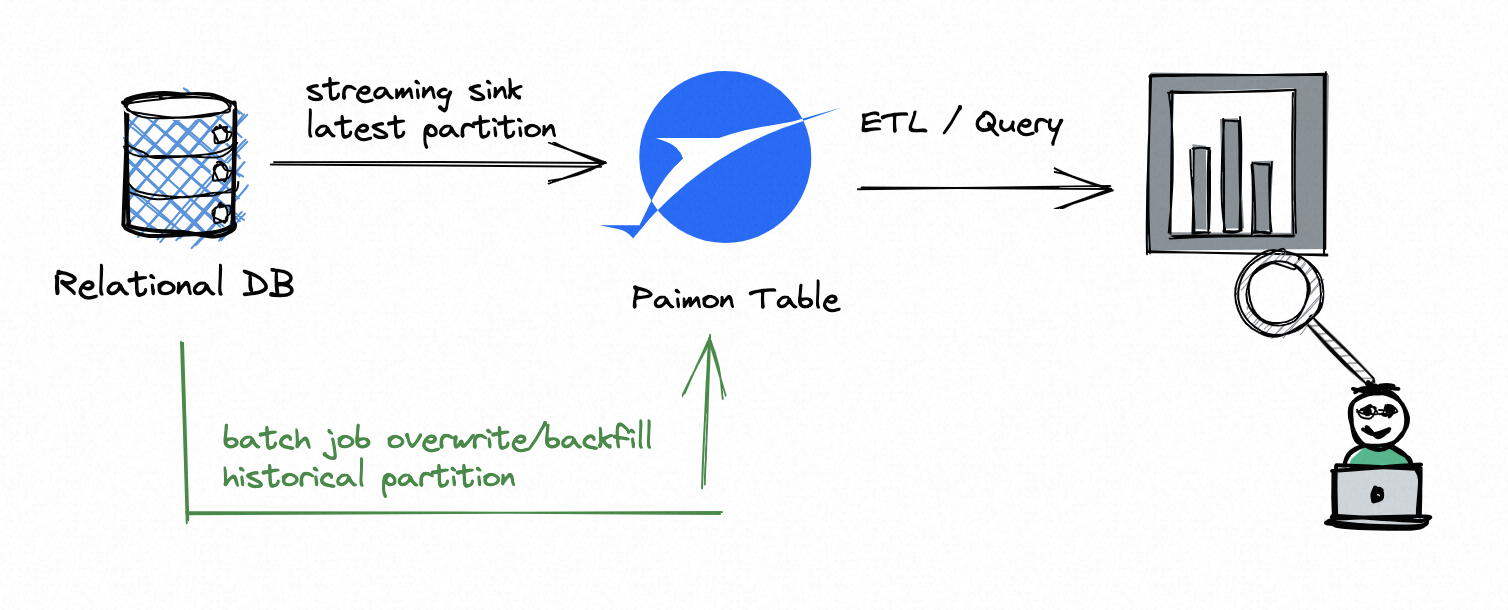 streaming sink
latest partition
ETL / Query
Relational DB
Paimon Table
batch job overwrite/backfill
historical partition